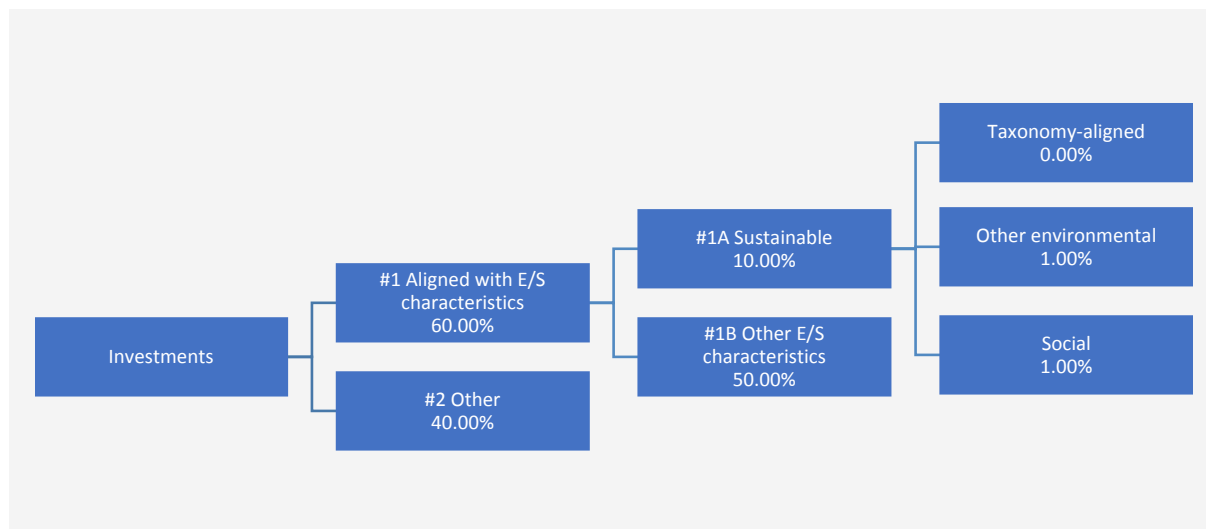 Investments
#1 Aligned with E/S
characteristics
60.00%
#2 Other
40.00%
#1A Sustainable
10.00%
#1B Other E/S
characteristics
50.00%
Taxonomy-aligned
0.00%
Other environmental
1.00%
Social
1.00%